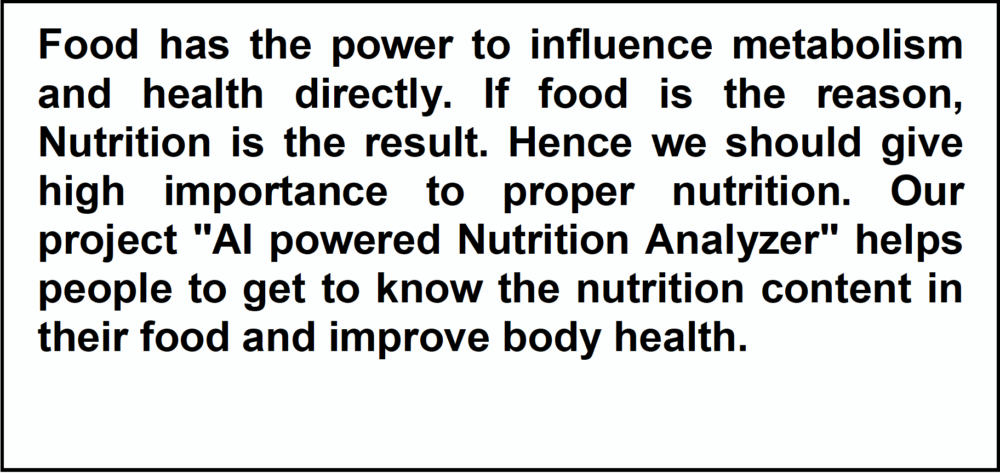 Food has the power to influence metabolism
and health directly. If food is the reason,
Nutrition is the result. Hence we should give
high importance to proper nutrition. Our
project "AI powered Nutrition Analyzer" helps
people to get to know the nutrition content in
their food and improve body health.